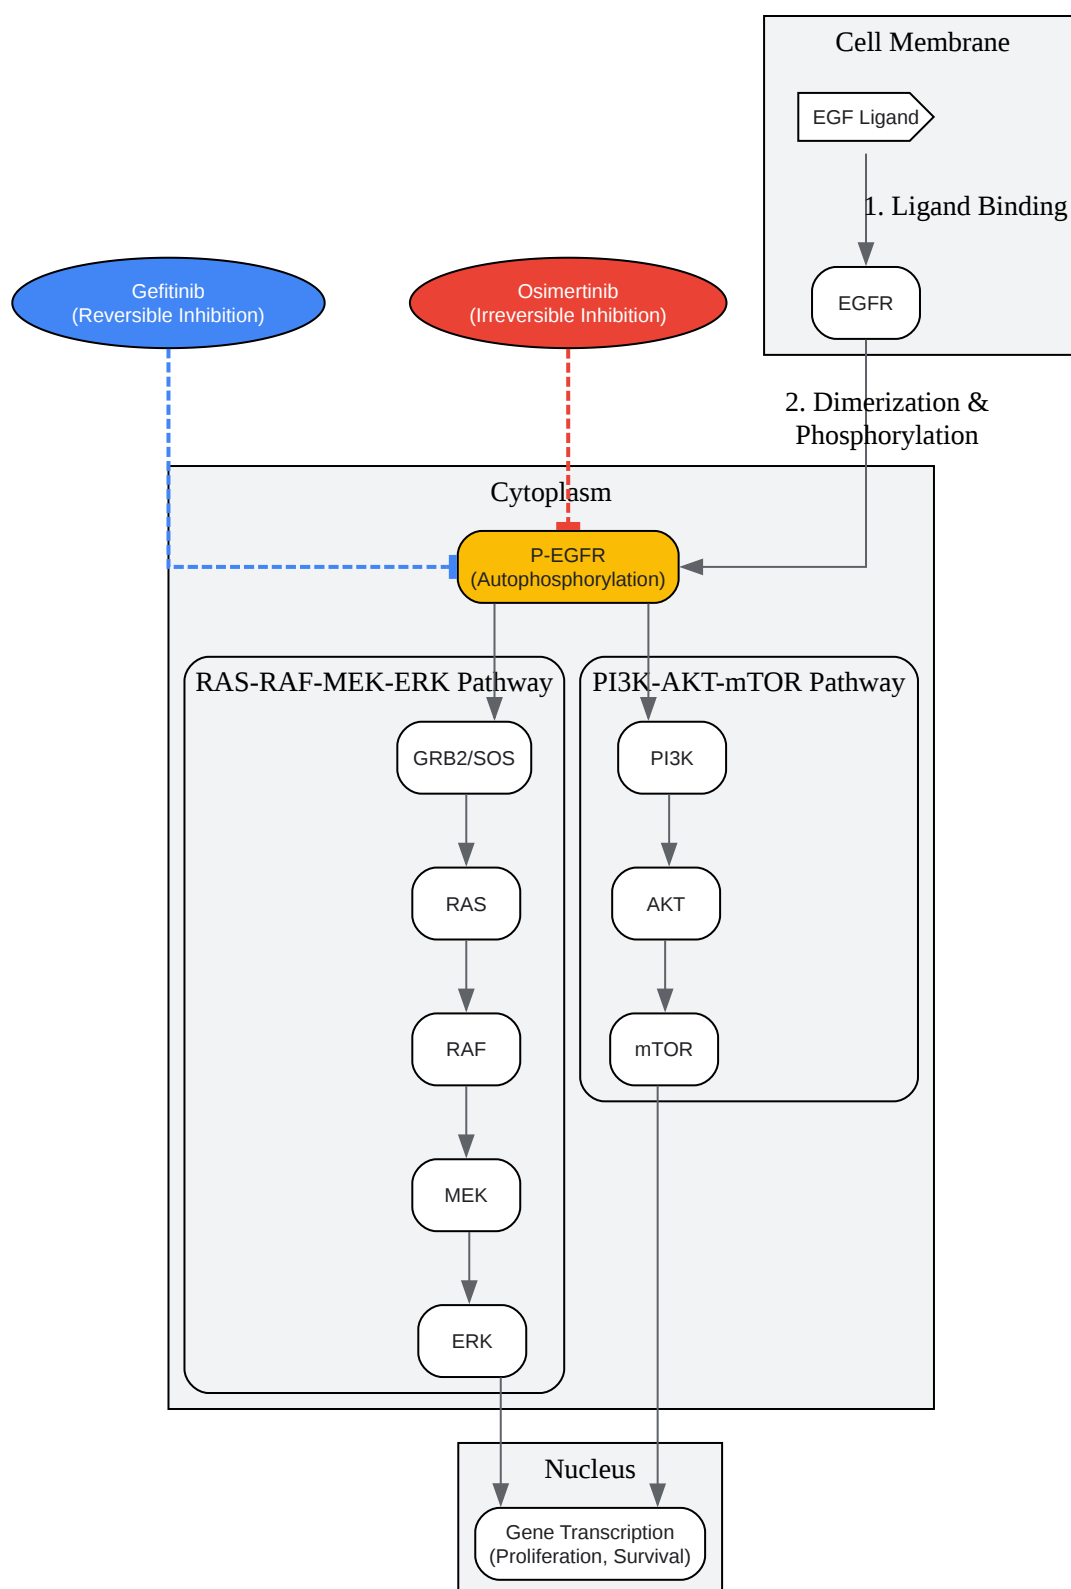 Cell Membrane
EGF Ligand
1. Ligand Binding
Gefitinib
(Reversible Inhibition)
Osimertinib
(Irreversible Inhibition)
EGFR
2. Dimerization &
Phosphorylation
Cytoplasm
P-EGFR
(Autophosphorylation)
RAS-RAF-MEK-ERK Pathway
PI3K-AKT-mTOR Pathway
GRB2/SOS
PI3K
RAS
AKT
RAF
mTOR
MEK
ERK
Nucleus
Gene Transcription
(Proliferation, Survival)